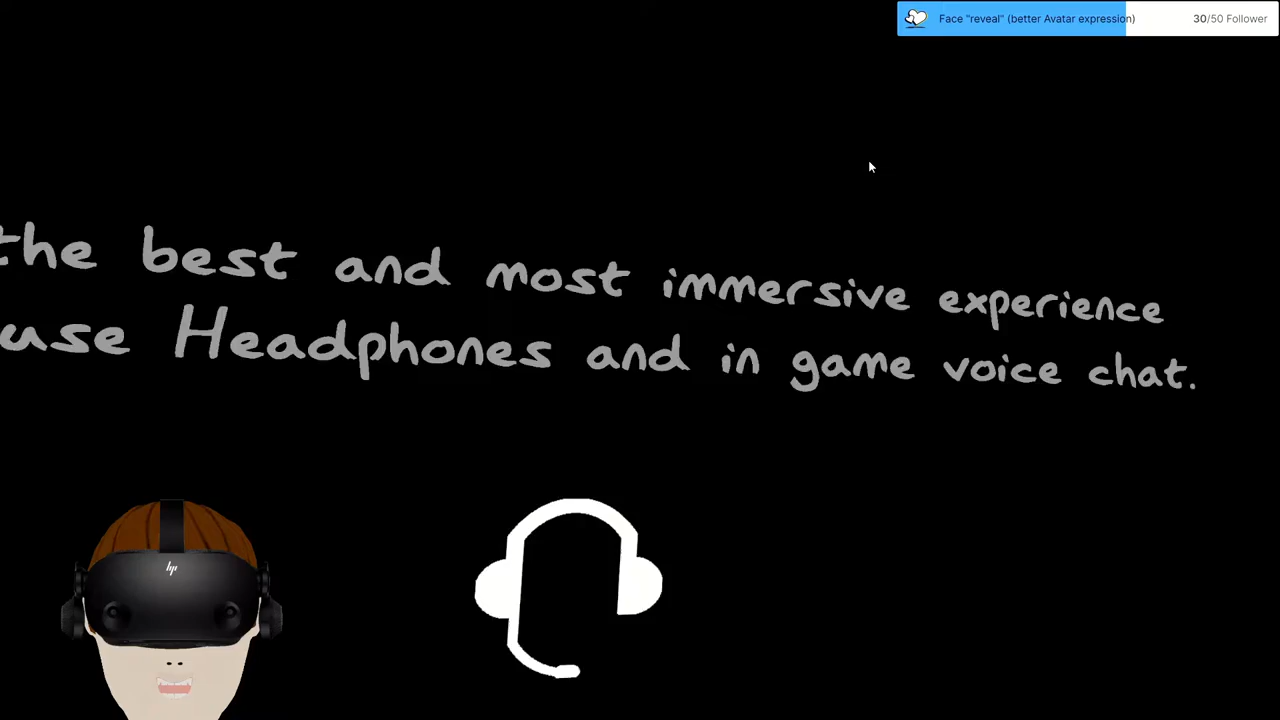 Face "reveal" (better Avatar expression) 30/50 Follower
the best and most immersive experience
use Headphones and in game voice chat.
hp